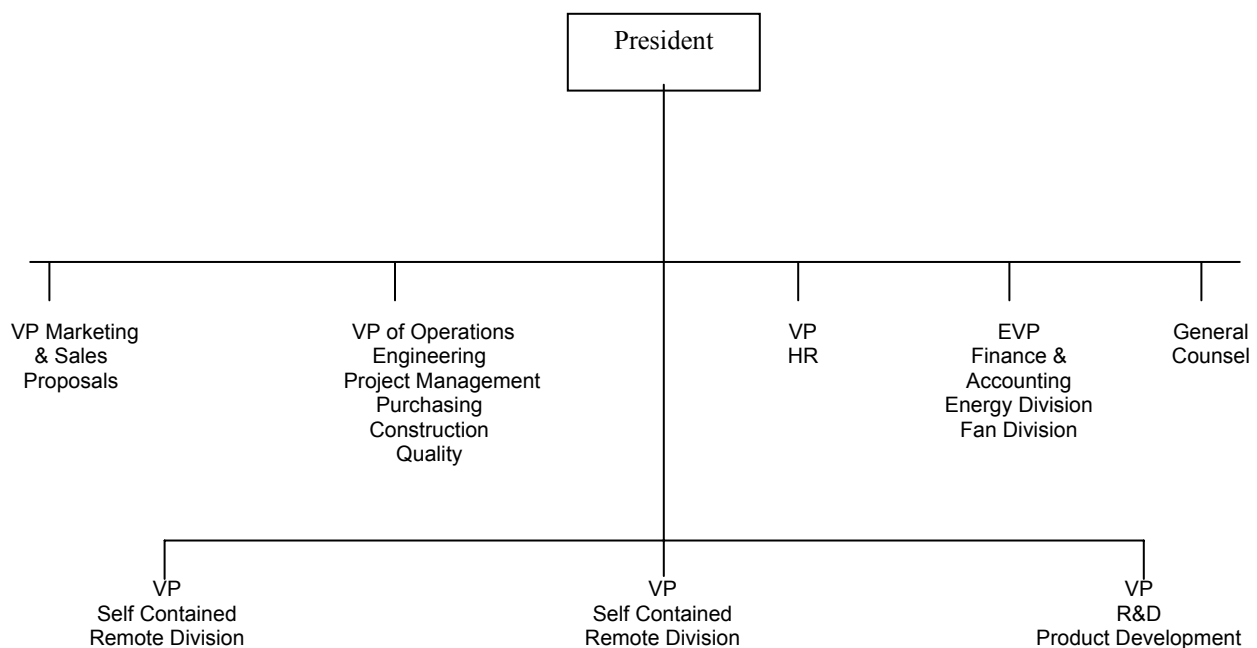 President
VP Marketing
& Sales
Proposals
VP of Operations
Engineering
Project Management
Purchasing
Construction
Quality
VP
HR
EVP
Finance &
Accounting
Energy Division
Fan Division
General
Counsel
VP
Self Contained
Remote Division
VP
Self Contained
Remote Division
VP
R&D
Product Development